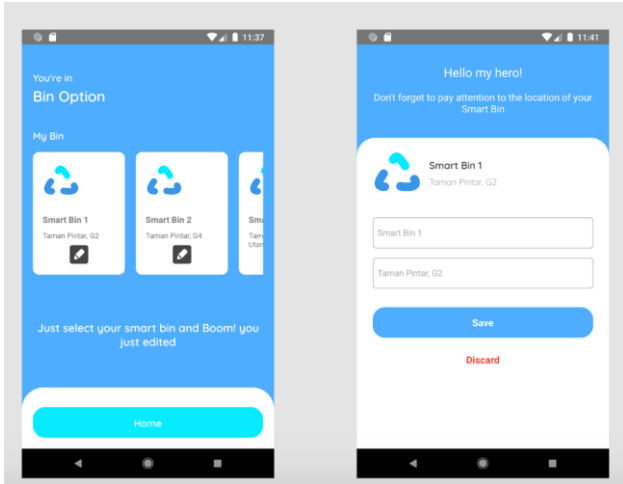 11:37
You're in
Bin Option
My Bin
Smart Bin 1
Taman Pintar, G2
Smart Bin 2
Taman Pintar, G4
Just select your smart bin and Boom! you
just edited
Home
11:41
Hello my hero!
Don't forget to pay attention to the location of your
Smart Bin
Smart Bin 1
Taman Pintar, G2
Smart Bin 1
Taman Pintar, G2
Save
Discard